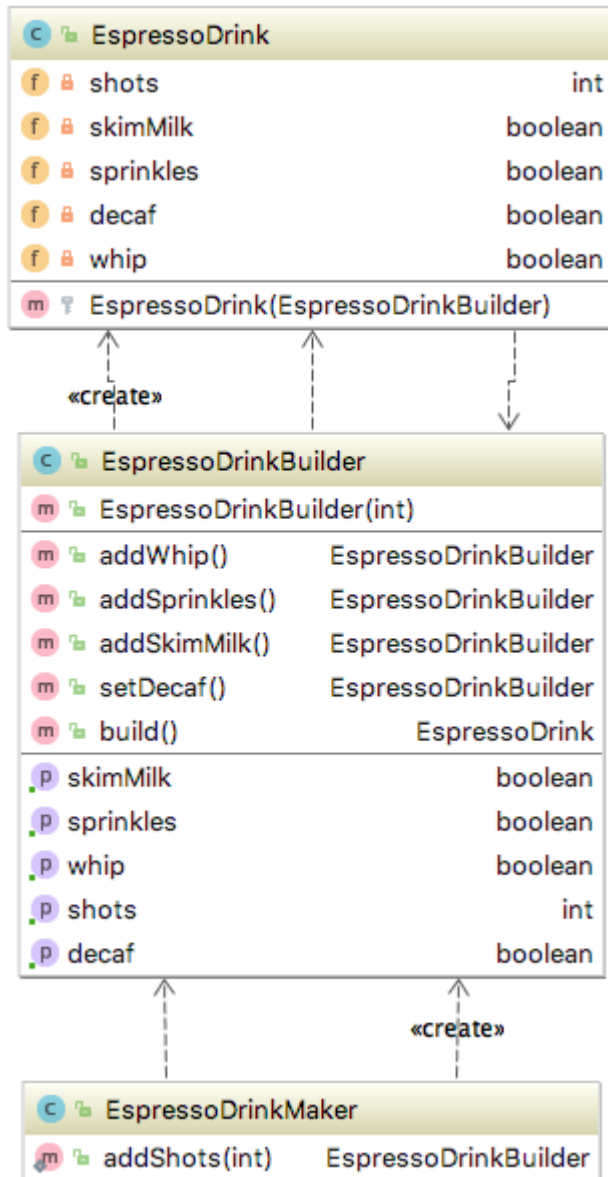 EspressoDrink
shots int
skimMilk boolean
sprinkles boolean
decaf boolean
whip boolean
EspressoDrink(EspressoDrinkBuilder)
«create»
EspressoDrinkBuilder
EspressoDrinkBuilder(int)
addWhip() EspressoDrinkBuilder
addSprinkles() EspressoDrinkBuilder
addSkimMilk() EspressoDrinkBuilder
setDecaf() EspressoDrinkBuilder
build() EspressoDrink
skimMilk boolean
sprinkles boolean
whip boolean
shots int
decaf boolean
«create»
EspressoDrinkMaker
addShots(int) EspressoDrinkBuilder